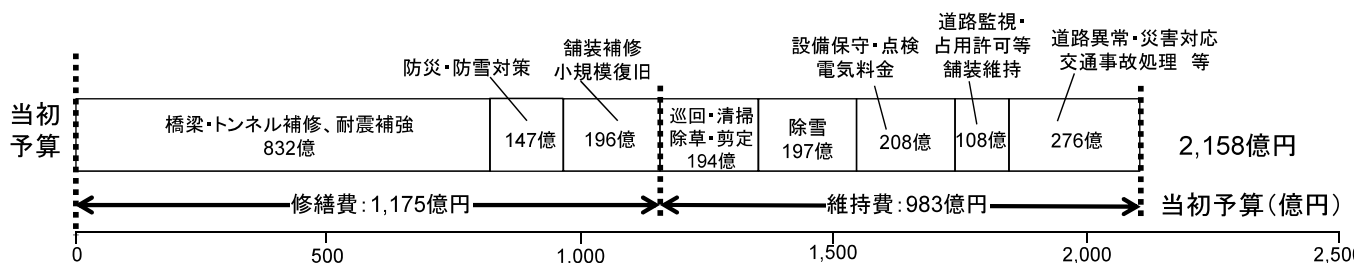 道路監視・
占用許可等
舗装維持
道路異常・災害対応
交通事故処理 等
設備保守・点検
電気料金
舗装補修
小規模復旧
防災・防雪対策
当初
予算
橋梁・トンネル補修、耐震補強
832億
147億
196億
巡回・清掃
除草・剪定
194億
除雪
197億
208億
108億
276億
2,158億円
修繕費：1,175億円
維持費：983億円
当初予算（億円）
0
500
1.000
1,500
2,000
2,500